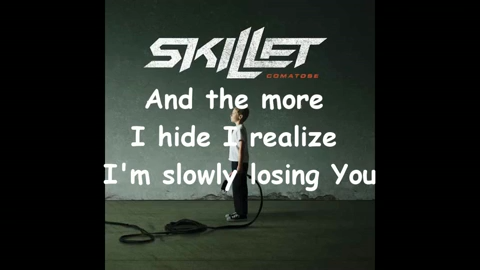 SKILLET
COMATOSE
And the more
I hide I realize
I'm slowly losing You